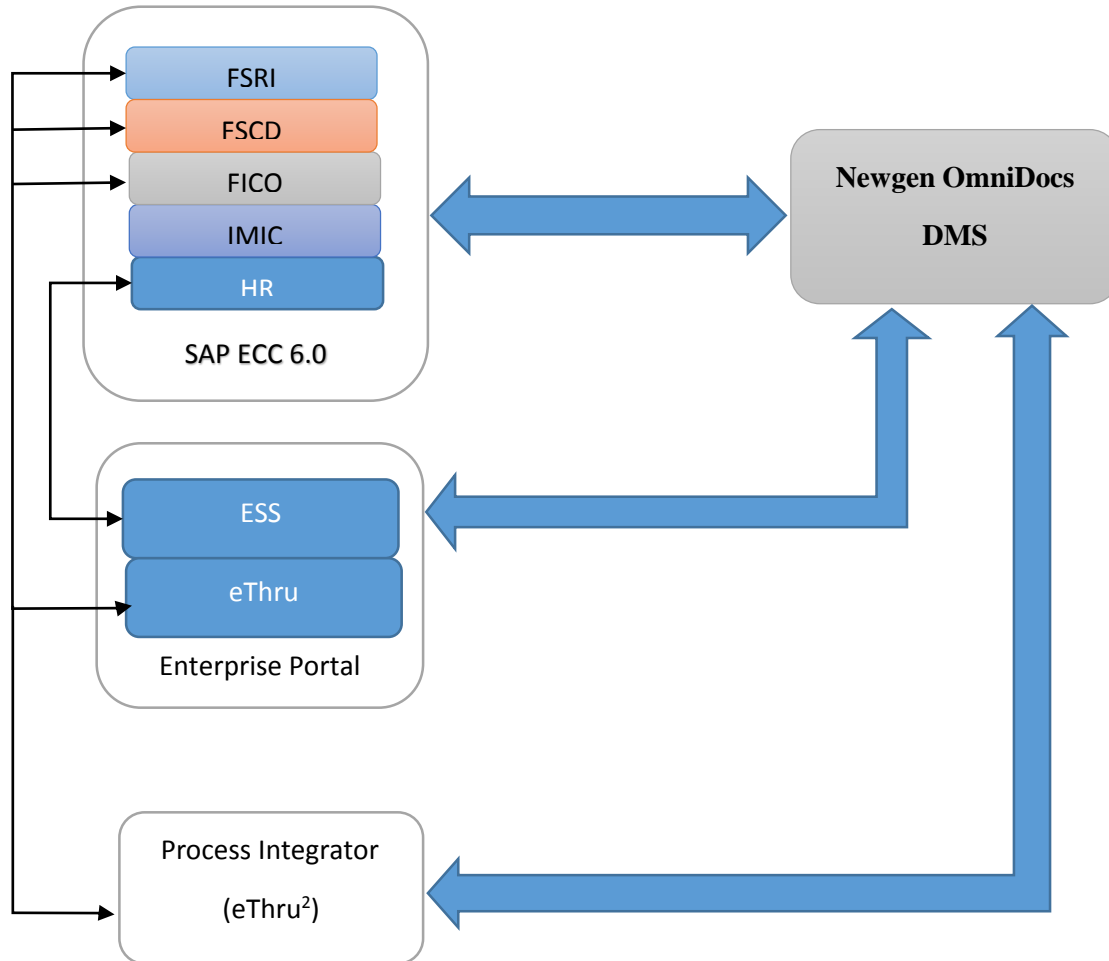 FSRI
FSCD
FICO
IMIC
HR
SAP ECC 6.0
Newgen OmniDocs
DMS
ESS
eThru
Enterprise Portal
Process Integrator
(eThru²)